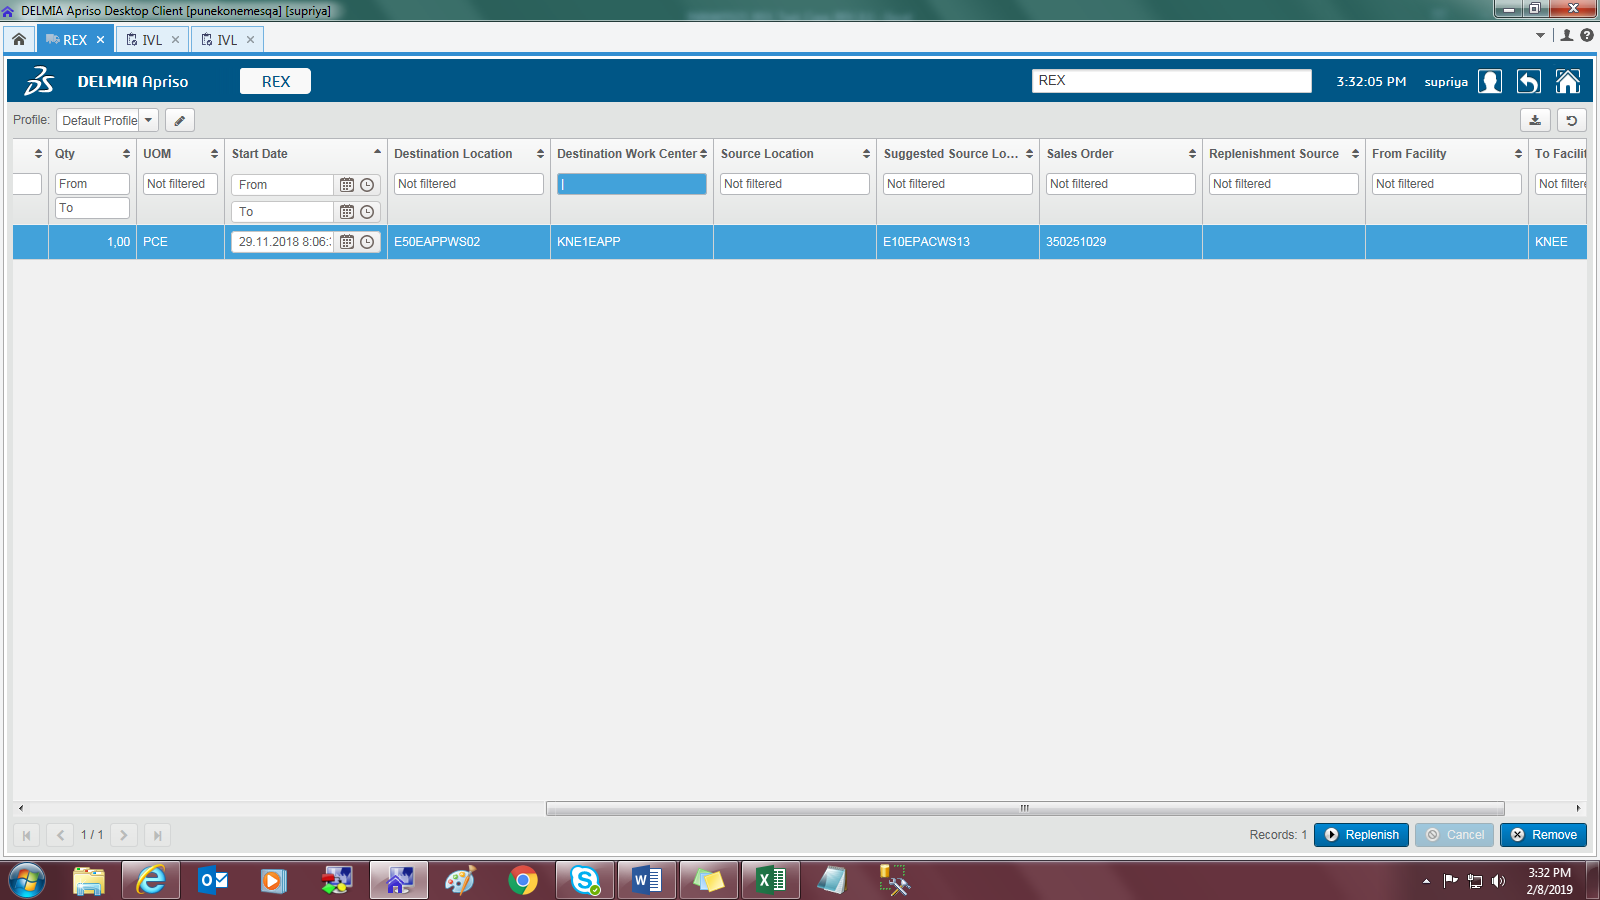 DELMIA Apriso Desktop Client [punekonemesqa] [supriya]
REX
IVL
IVL
DELMIA Apriso
REX
REX
3:32:05 PM
supriya
Profile:
Default Profile
Qty
UOM
Start Date
Destination Location
Destination Work Center
Source Location
Suggested Source Lo...
Sales Order
Replenishment Source
From Facility
To Facilit
From
Not filtered
From
Not filtered
Not filtered
Not filtered
Not filtered
Not filtered
Not filtered
Not filtere
To
To
1,00
PCE
29.11.2018 8:06:
E50EAPPWS02
KNE1EAPP
E10EPACWS13
350251029
KNEE
1 / 1
Records: 1
Replenish
Cancel
Remove
3:32 PM
2/8/2019